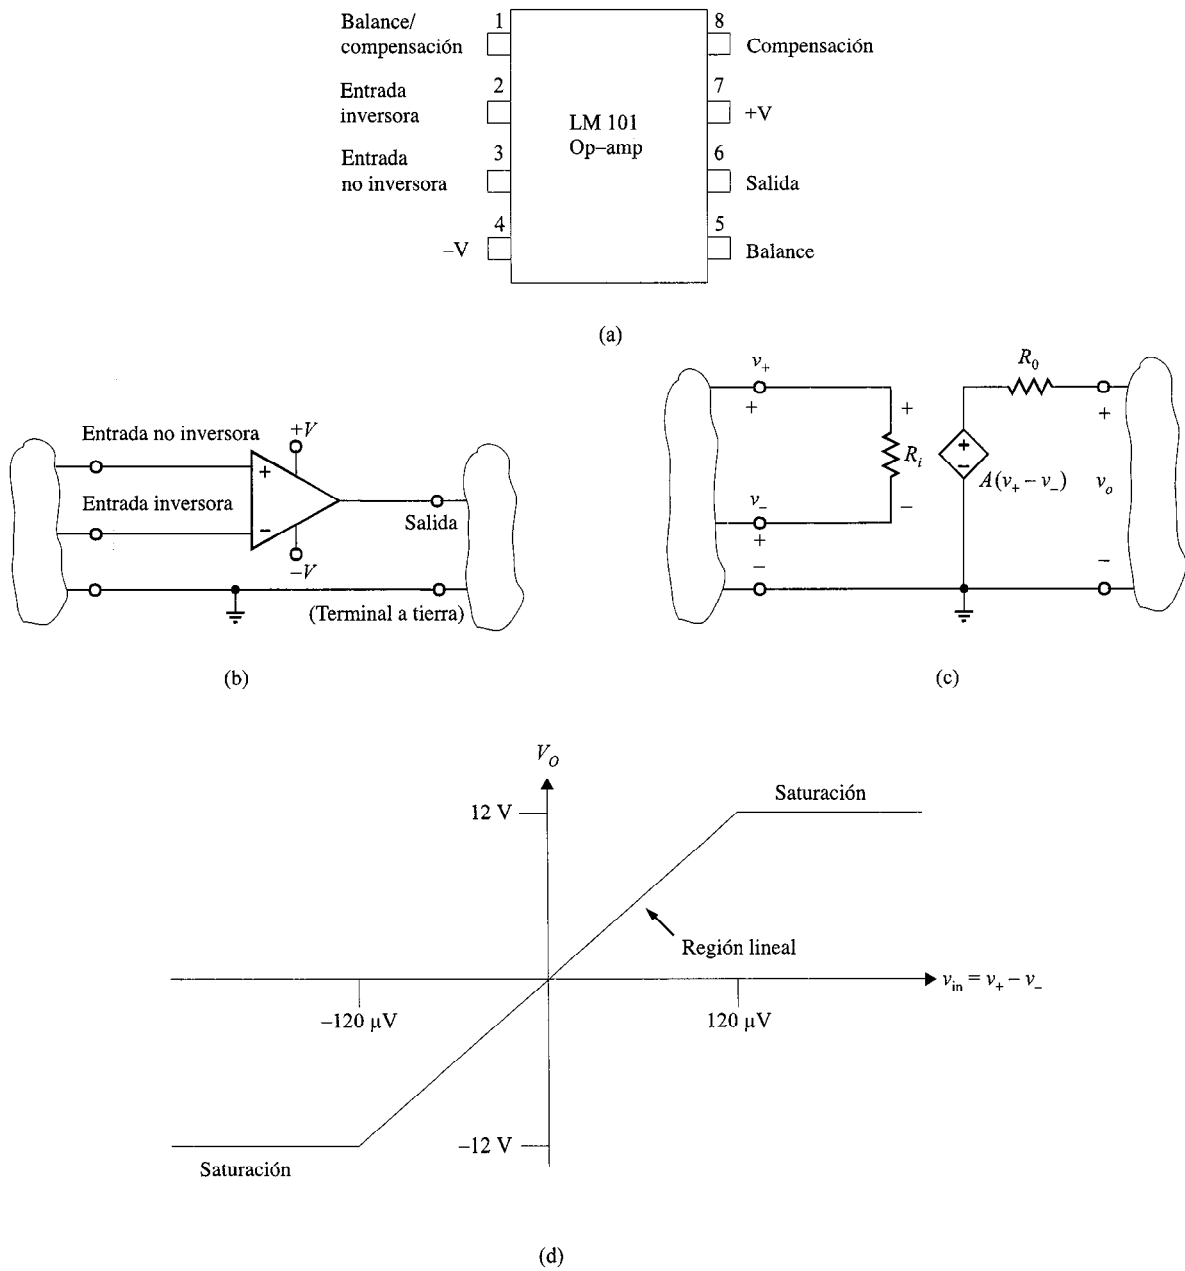 Balance/
compensación
1
8
Compensación
Entrada
inversora
2
7
+V
LM 101
Op–amp
Entrada
no inversora
3
6
Salida
4
–V
5
Balance
(a)
Entrada no inversora
+V
+
Entrada inversora
–
Salida
–V
(Terminal a tierra)
(b)
v+
+
+
Ri
–
v–
+
–
R0
+
–
A(v+ – v–)
+
vo
–
(c)
VO
12 V
Saturación
Región lineal
vin = v+ – v–
–120 µV
120 µV
–12 V
Saturación
(d)